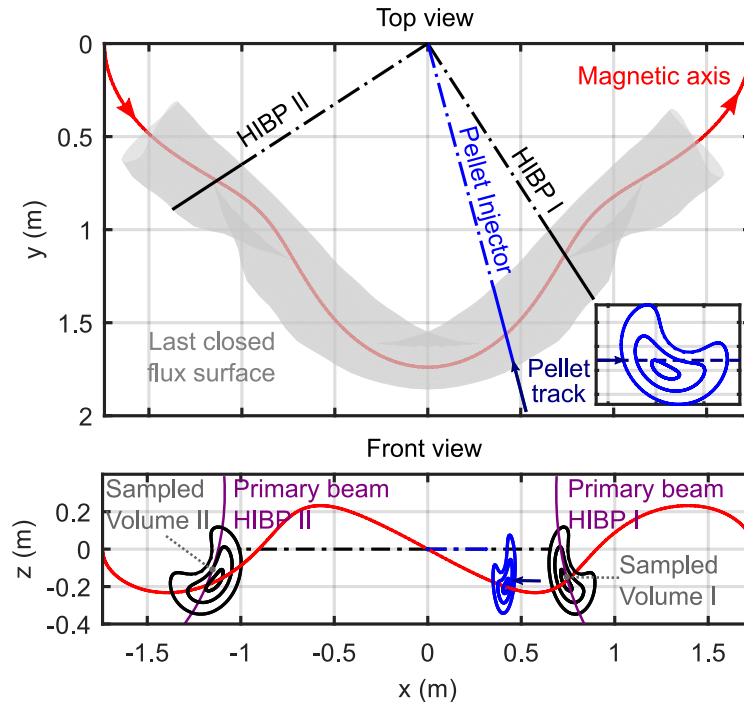 Top view
0
0.5
1
1.5
2
y (m)
Magnetic axis
HIBP II
Pellet Injector
HIBP I
Last closed
flux surface
Pellet
track
Front view
0.2
0
-0.2
-0.4
z (m)
Sampled
Volume II
Primary beam
HIBP II
Primary beam
HIBP I
Sampled
Volume I
-1.5 -1 -0.5 0 0.5 1 1.5
x (m)